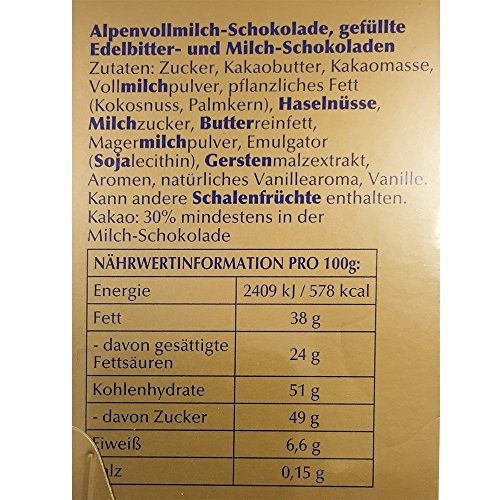 Alpenvollmilch-Schokolade, gefüllte
Edelbitter- und Milch-Schokoladen
Zutaten: Zucker, Kakaobutter, Kakaomasse,
Vollmilchpulver, pflanzliches Fett
(Kokosnuss, Palmkern), Haselnüsse,
Milchzucker, Butterreinfett,
Magermilchpulver, Emulgator
(Sojalecithin), Gerstenmalzextrakt,
Aromen, natürliches Vanillearoma, Vanille.
Kann andere Schalenfrüchte enthalten.
Kakao: 30% mindestens in der
Milch-Schokolade
NÄHRWERTINFORMATION PRO 100g:
Energie 2409 kJ / 578 kcal
Fett 38 g
- davon gesättigte
Fettsäuren 24 g
Kohlenhydrate 51 g
- davon Zucker 49 g
Eiweiß 6,6 g
Salz 0,15 g